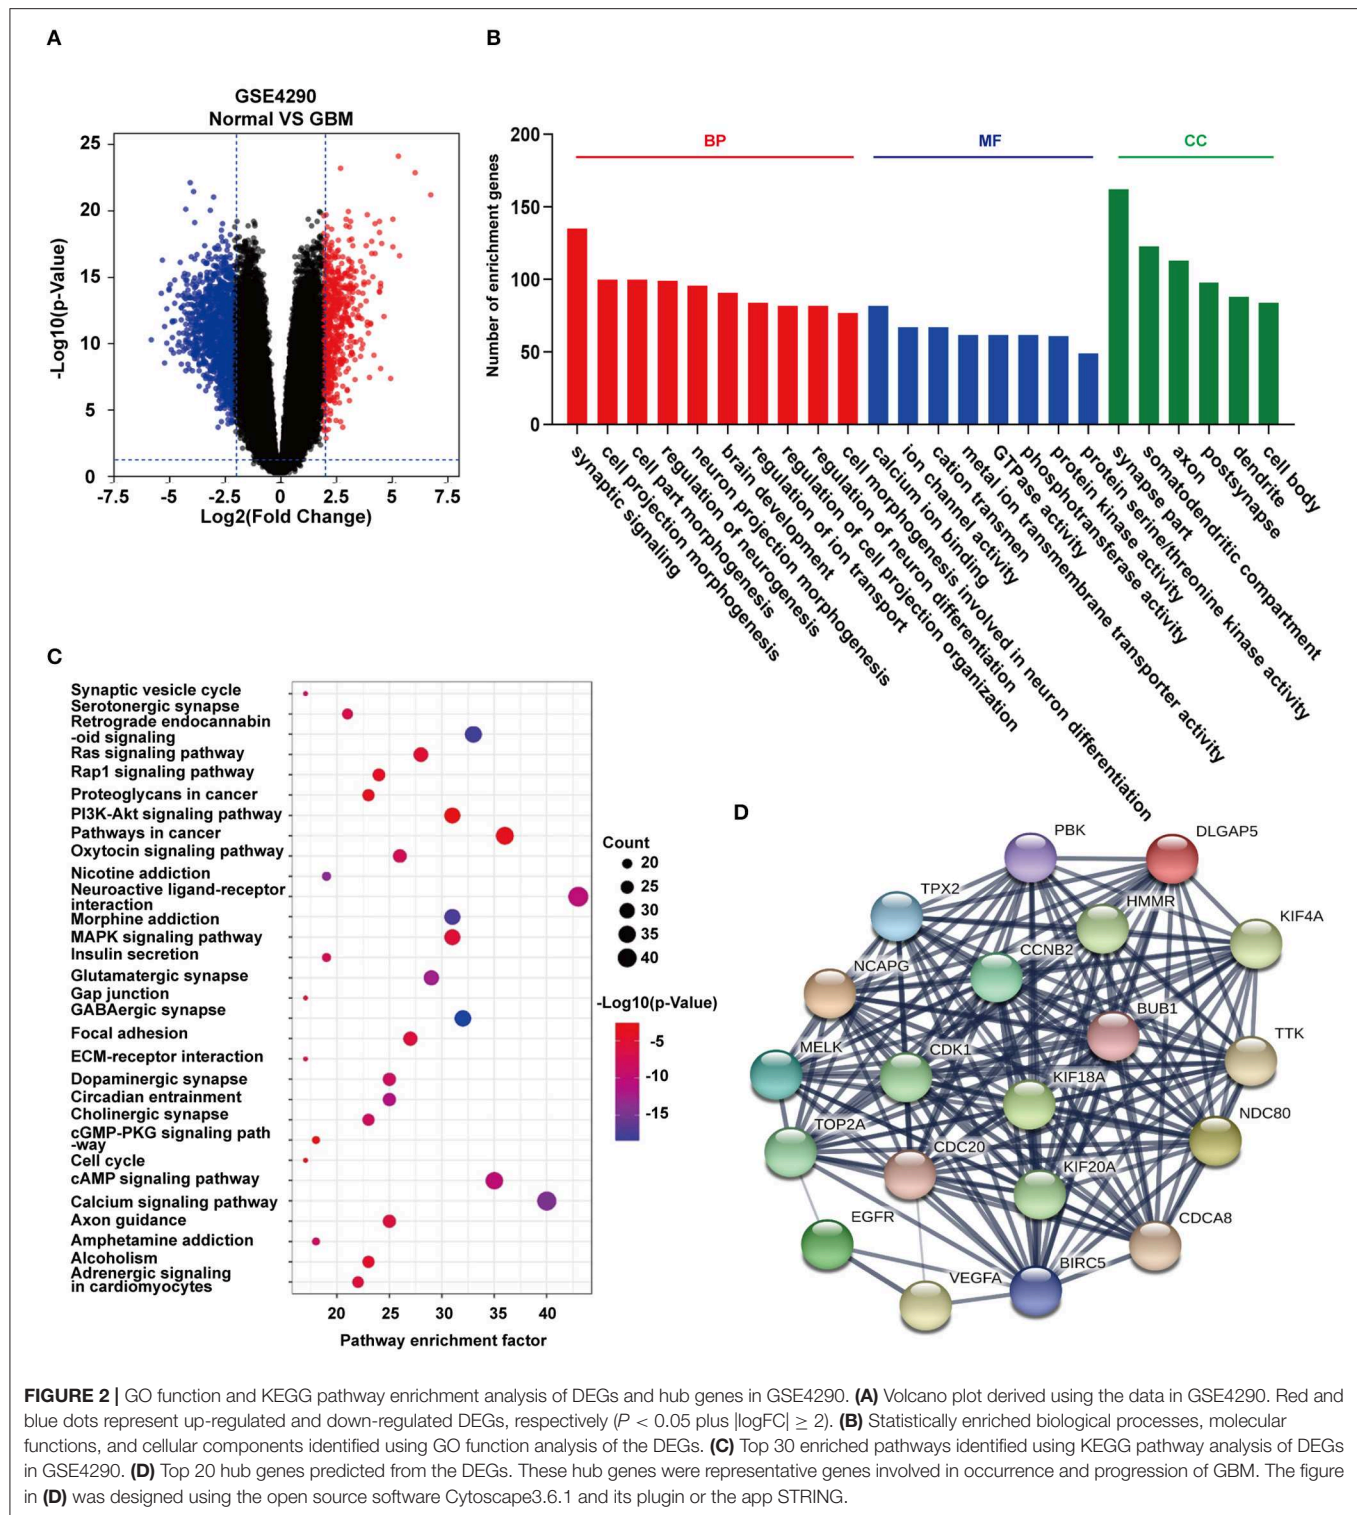 A
GSE4290
Normal VS GBM
-Log10(p-Value)
25
20
15
10
5
0
-7.5
-5
-2.5
0
2.5
5
7.5
Log2(Fold Change)
B
Number of enrichment genes
200
150
100
50
0
BP
MF
CC
synaptic signaling
cell projection morphogenesis
cell part morphogenesis
regulation of neurogenesis
neuron projection morphogenesis
brain development
regulation of ion transport
regulation of cell projection organization
regulation of neuron differentiation
cell morphogenesis involved in neuron differentiation
calcium ion binding
ion channel activity
cation transmen
metal ion transmembrane transporter activity
GTPase activity
phosphotransferase activity
protein kinase activity
protein serine/threonine kinase activity
synapse part
somatodendritic compartment
axon
postsynapse
dendrite
cell body
C
Synaptic vesicle cycle
Serotonergic synapse
Retrograde endocannabin
-oid signaling
Ras signaling pathway
Rap1 signaling pathway
Proteoglycans in cancer
PI3K-Akt signaling pathway
Pathways in cancer
Oxytocin signaling pathway
Nicotine addiction
Neuroactive ligand-receptor
interaction
Morphine addiction
MAPK signaling pathway
Insulin secretion
Glutamatergic synapse
Gap junction
GABAergic synapse
Focal adhesion
ECM-receptor interaction
Dopaminergic synapse
Circadian entrainment
Cholinergic synapse
cGMP-PKG signaling path
-way
Cell cycle
cAMP signaling pathway
Calcium signaling pathway
Axon guidance
Amphetamine addiction
Alcoholism
Adrenergic signaling
in cardiomyocytes
20
25
30
35
40
Pathway enrichment factor
Count
20
25
30
35
40
-Log10(p-Value)
-5
-10
-15
D
PBK
DLGAP5
TPX2
HMMR
KIF4A
NCAPG
CCNB2
BUB1
TTK
MELK
CDK1
KIF18A
NDC80
TOP2A
CDC20
KIF20A
EGFR
CDCA8
VEGFA
BIRC5
FIGURE 2 | GO function and KEGG pathway enrichment analysis of DEGs and hub genes in GSE4290. (A) Volcano plot derived using the data in GSE4290. Red and
blue dots represent up-regulated and down-regulated DEGs, respectively (P < 0.05 plus |logFC| ≥ 2). (B) Statistically enriched biological processes, molecular
functions, and cellular components identified using GO function analysis of the DEGs. (C) Top 30 enriched pathways identified using KEGG pathway analysis of DEGs
in GSE4290. (D) Top 20 hub genes predicted from the DEGs. These hub genes were representative genes involved in occurrence and progression of GBM. The figure
in (D) was designed using the open source software Cytoscape3.6.1 and its plugin or the app STRING.